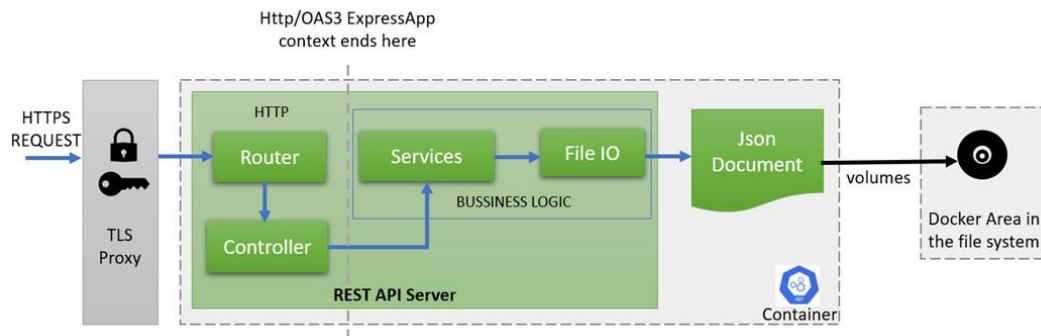 Http/OAS3 ExpressApp
context ends here
HTTPS
REQUEST
TLS
Proxy
HTTP
Router
Controller
Services
File IO
BUSSINESS LOGIC
REST API Server
Json
Document
Container
volumes
Docker Area in
the file system